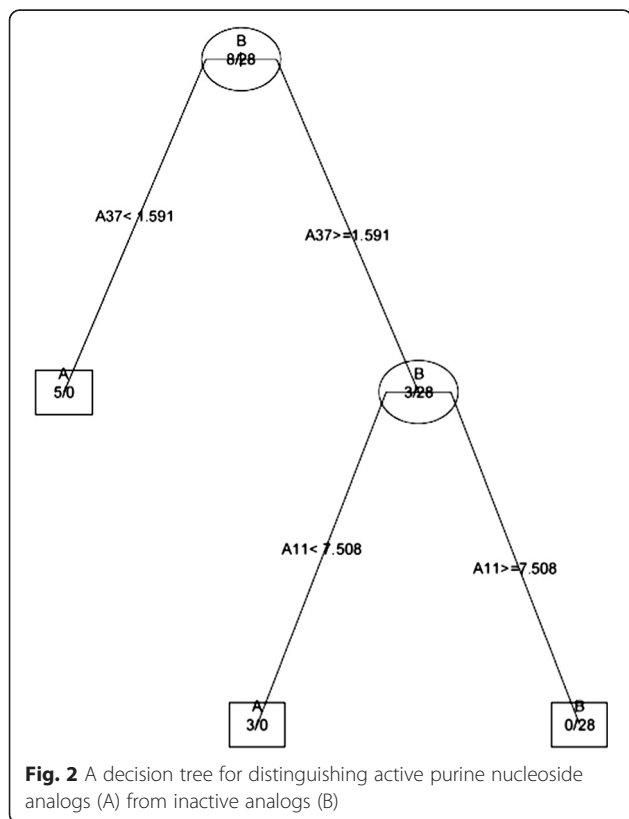 B
8/28
A37< 1.591
A37>=1.591
A
5/0
B
3/28
A11< 7.508
A11>=7.508
A
3/0
B
0/28
Fig. 2 A decision tree for distinguishing active purine nucleoside
analogs (A) from inactive analogs (B)